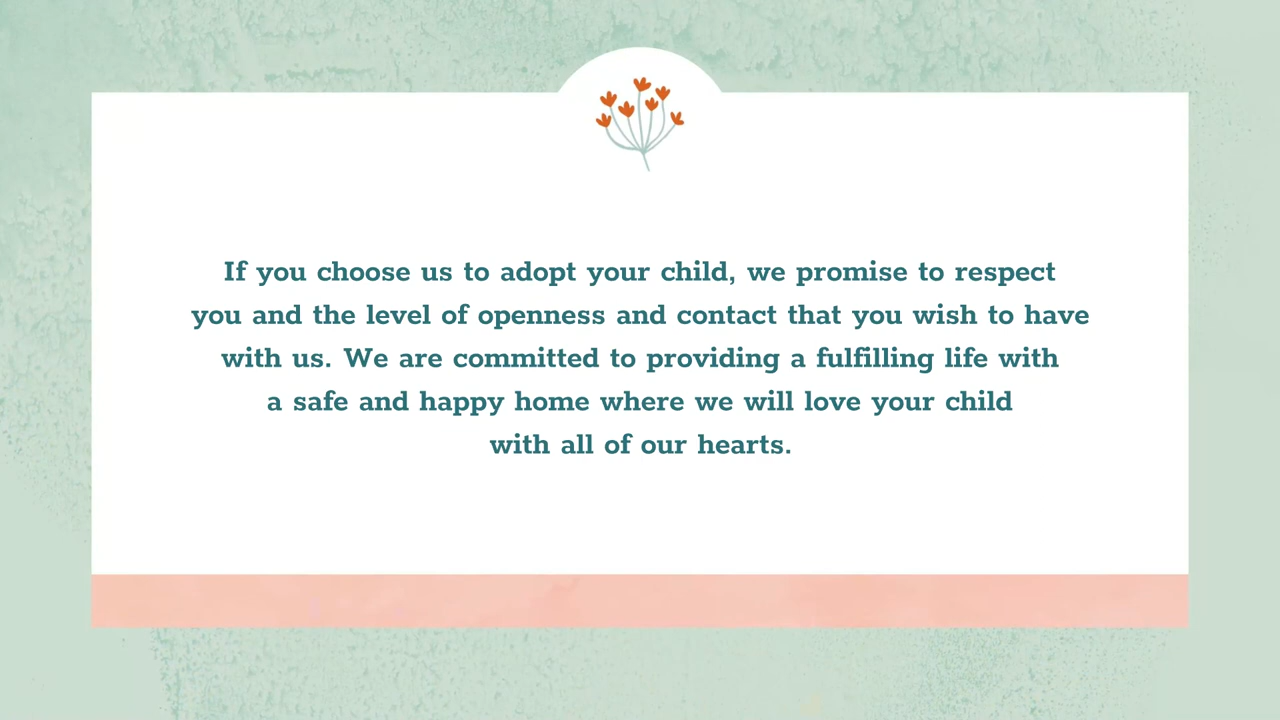 If you choose us to adopt your child, we promise to respect
you and the level of openness and contact that you wish to have
with us. We are committed to providing a fulfilling life with
a safe and happy home where we will love your child
with all of our hearts.